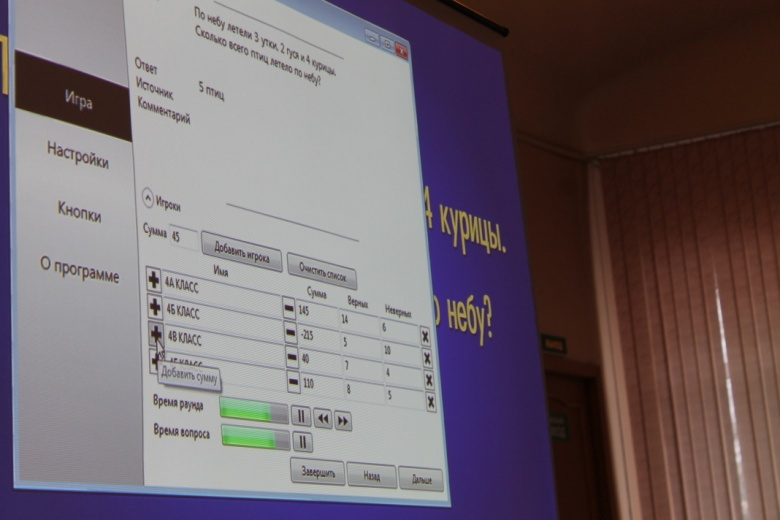 По небу летели 3 утки, 2 гуся и 4 курицы.
Сколько всего птиц летело по небу?
Ответ
5 птиц
Источник
Комментарий
Игра
Настройки
Кнопки
О программе
Игроки
Сумма 45 Добавить игрока Очистить список
Имя Сумма Верных Неверных
4А КЛАСС 145 14 6
4Б КЛАСС -215 5 10
4В КЛАСС 40 7 4
110 8 5
Добавить сумму
Время раунда
Время вопроса
Завершить Назад Дальше
4 курицы.
о небу?